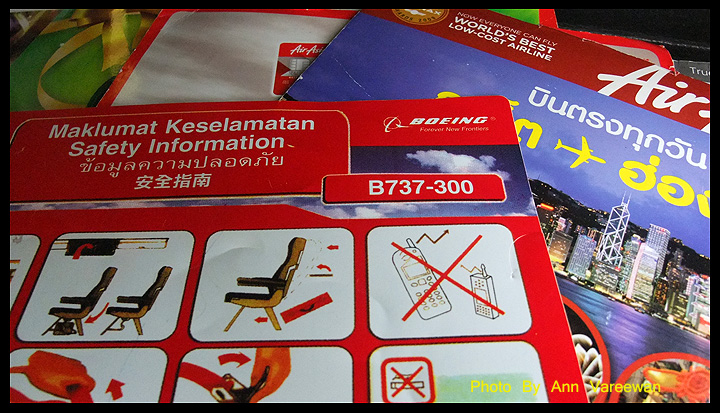 NOW EVERYONE CAN FLY
WORLD'S BEST
LOW-COST AIRLINE
AirAsia
บินตรงทุกวัน
BOEING
Forever New Frontiers
Maklumat Keselamatan
Safety Information
ข้อมูลความปลอดภัย
安全指南
B737-300
Photo By Ann Vareewan